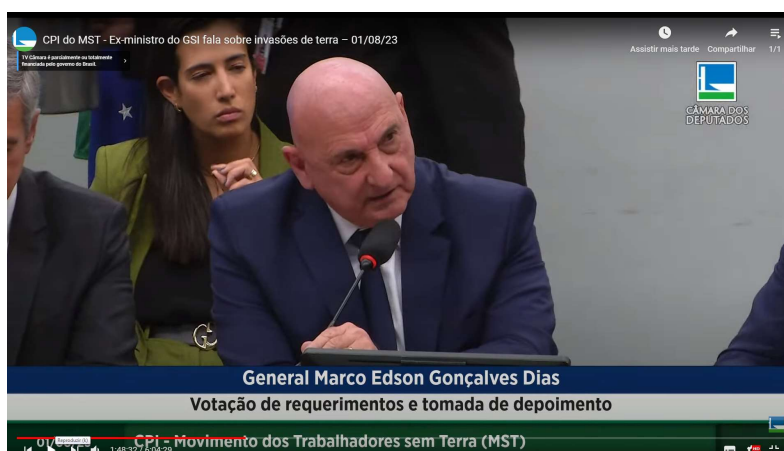 CPI do MST - Ex-ministro do GSI fala sobre invasões de terra – 01/08/23
Assistir mais tarde Compartilhar 1/1
TV Câmara é parcialmente ou totalmente
financiada pelo governo do Brasil.
CÂMARA DOS
DEPUTADOS
General Marco Edson Gonçalves Dias
Votação de requerimentos e tomada de depoimento
CPI - Movimento dos Trabalhadores sem Terra (MST)
Reproduzir (k)
1:48:32 / 6:04:29